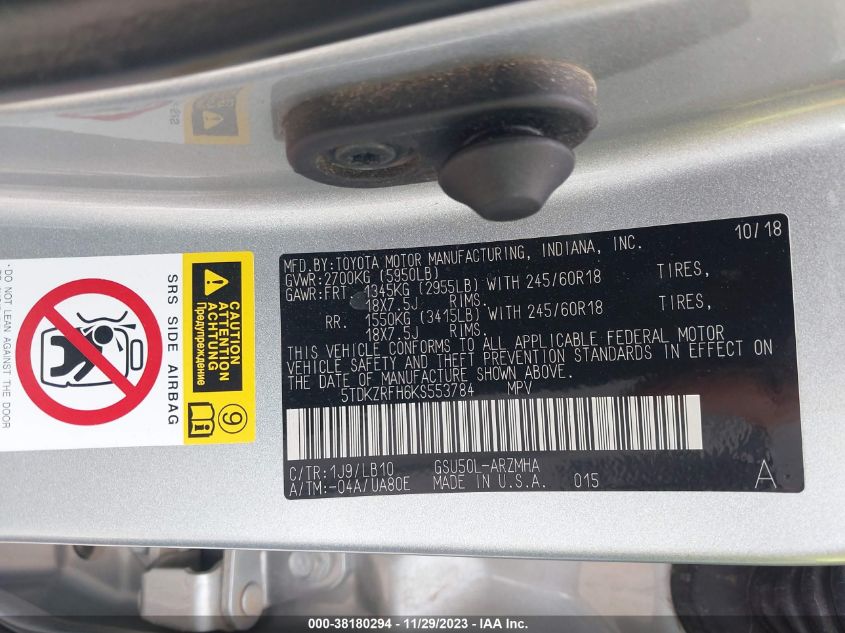 MFD.BY:TOYOTA MOTOR MANUFACTURING, INDIANA, INC. 10/18
GVWR:2700KG (5950LB)
GAWR:FRT. 1345KG (2955LB) WITH 245/60R18 TIRES,
18X7.5J RIMS.
RR. 1550KG (3415LB) WITH 245/60R18 TIRES,
18X7.5J RIMS.
THIS VEHICLE CONFORMS TO ALL APPLICABLE FEDERAL MOTOR
VEHICLE SAFETY AND THEFT PREVENTION STANDARDS IN EFFECT ON
THE DATE OF MANUFACTURE SHOWN ABOVE.
5TDKZRFH6KS553784 MPV
C/TR:1J9/LB10 GSU50L-ARZMHA
A/TM:-04A/UA80E MADE IN U.S.A. 015 A
SRS SIDE AIRBAG
CAUTION
ATTENTION
ACHTUNG
Предупреждение
9
DO NOT LEAN AGAINST THE DOOR
000-38180294 - 11/29/2023 - IAA Inc.